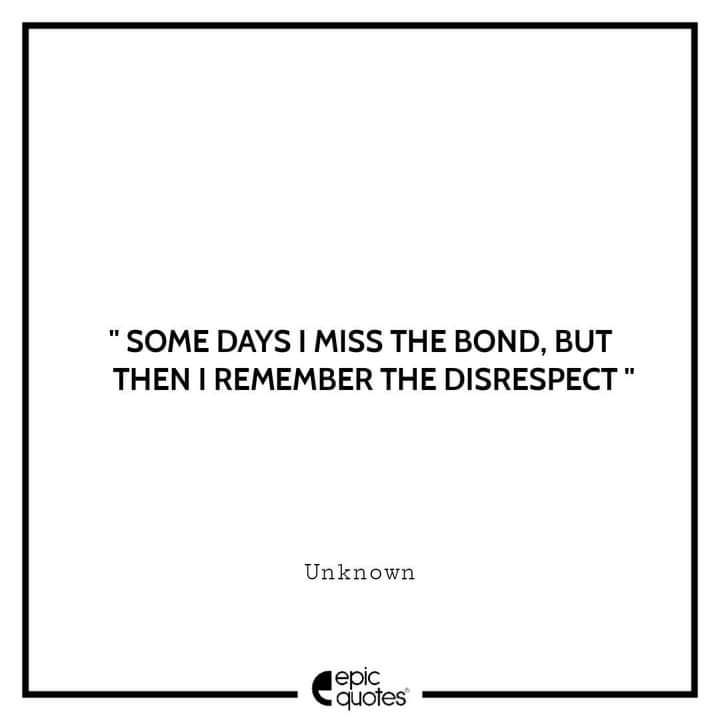 " SOME DAYS I MISS THE BOND, BUT
THEN I REMEMBER THE DISRESPECT "
Unknown
epic
quotes